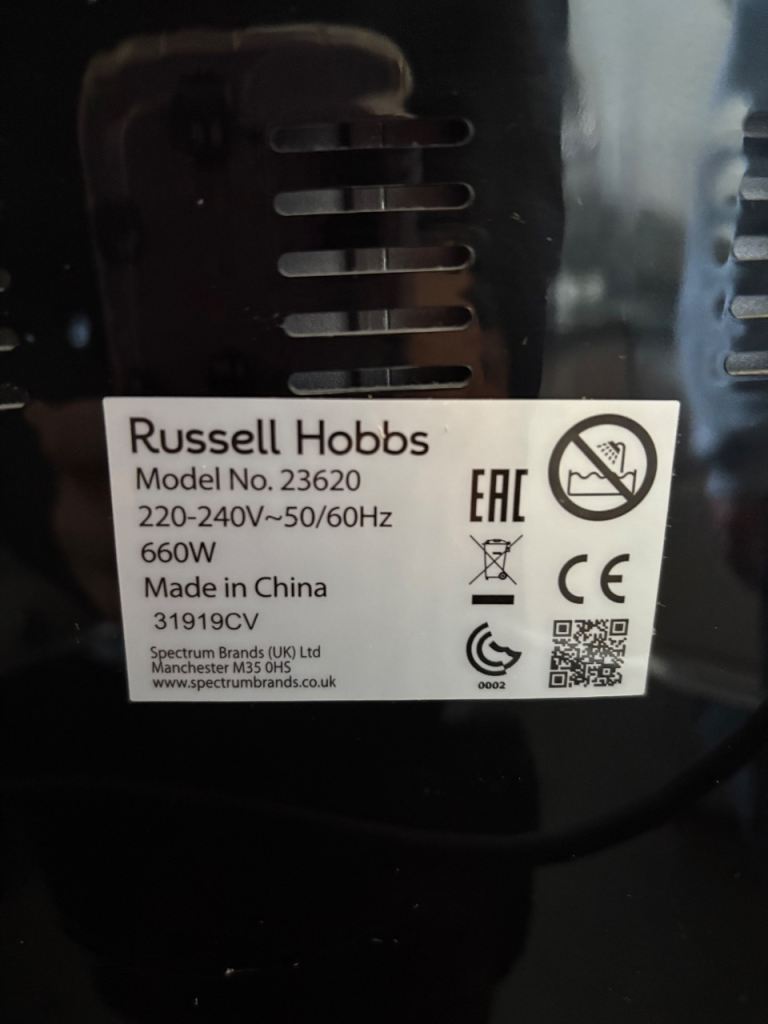 Russell Hobbs
Model No. 23620
220-240V~50/60Hz
660W
Made in China
31919CV
Spectrum Brands (UK) Ltd
Manchester M35 0HS
www.spectrumbrands.co.uk
EAC
CE
0002